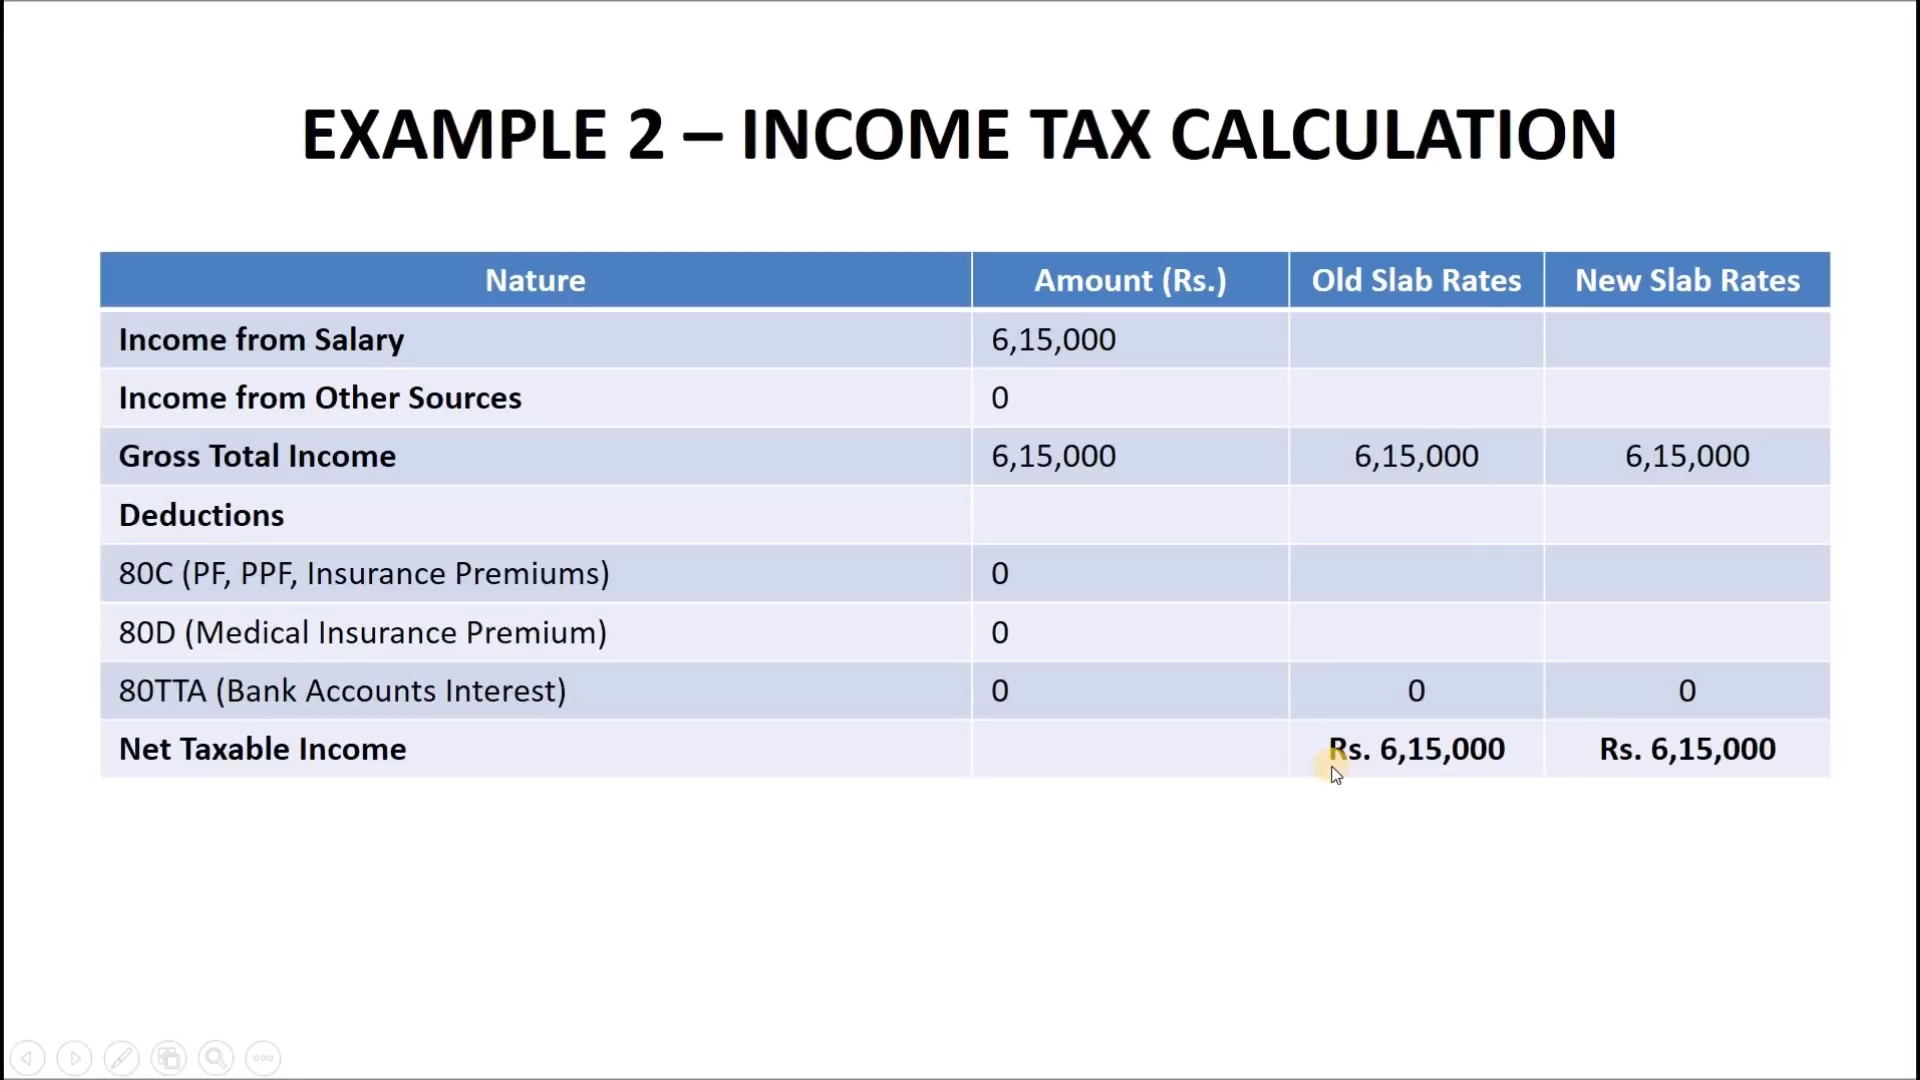 EXAMPLE 2 – INCOME TAX CALCULATION
Nature Amount (Rs.) Old Slab Rates New Slab Rates
Income from Salary 6,15,000
Income from Other Sources 0
Gross Total Income 6,15,000 6,15,000 6,15,000
Deductions
80C (PF, PPF, Insurance Premiums) 0
80D (Medical Insurance Premium) 0
80TTA (Bank Accounts Interest) 0 0 0
Net Taxable Income Rs. 6,15,000 Rs. 6,15,000